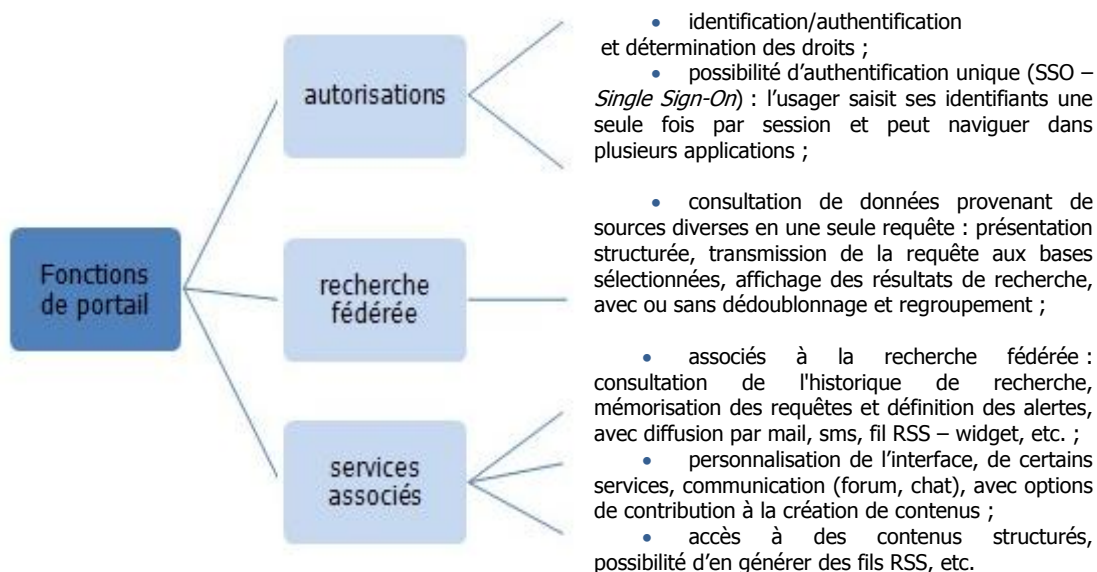 Fonctions
de portail
autorisations
• identification/authentification
et détermination des droits ;
• possibilité d’authentification unique (SSO –
Single Sign-On) : l’usager saisit ses identifiants une
seule fois par session et peut naviguer dans
plusieurs applications ;
recherche
fédérée
• consultation de données provenant de
sources diverses en une seule requête : présentation
structurée, transmission de la requête aux bases
sélectionnées, affichage des résultats de recherche,
avec ou sans dédoublonnage et regroupement ;
services
associés
• associés à la recherche fédérée :
consultation de l'historique de recherche,
mémorisation des requêtes et définition des alertes,
avec diffusion par mail, sms, fil RSS – widget, etc. ;
• personnalisation de l’interface, de certains
services, communication (forum, chat), avec options
de contribution à la création de contenus ;
• accès à des contenus structurés,
possibilité d’en générer des fils RSS, etc.